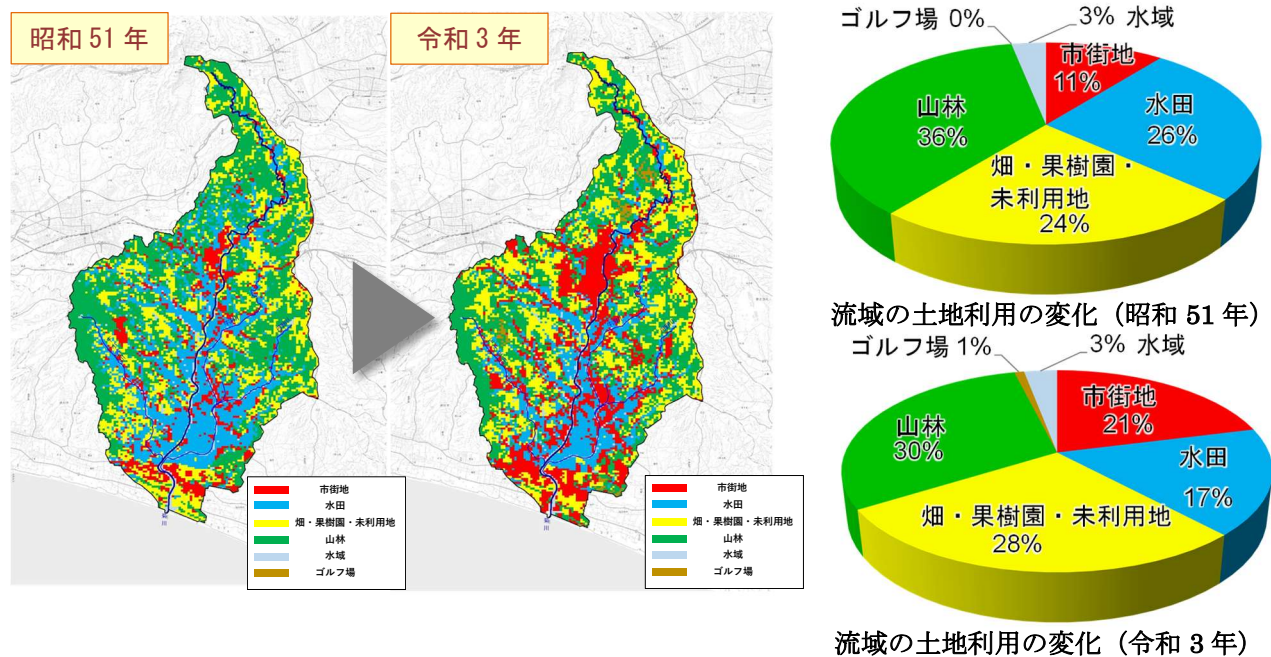 昭和 51 年
令和 3 年
市街地
水田
畑・果樹園・未利用地
山林
水域
ゴルフ場
市街地
水田
畑・果樹園・未利用地
山林
水域
ゴルフ場
ゴルフ場 0%
3% 水域
市街地
11%
水田
26%
畑・果樹園・
未利用地
24%
山林
36%
流域の土地利用の変化（昭和 51 年）
ゴルフ場 1%
3% 水域
市街地
21%
水田
17%
畑・果樹園・未利用地
28%
山林
30%
流域の土地利用の変化（令和 3 年）